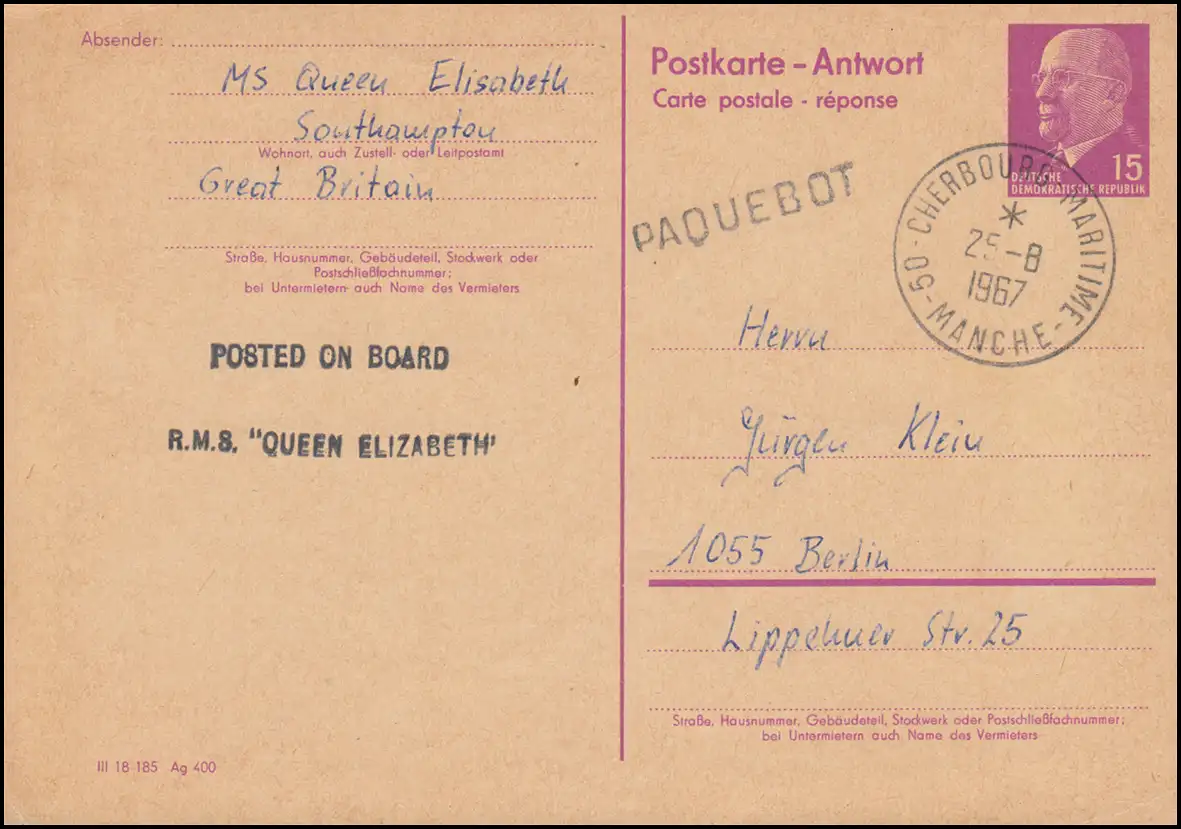 Absender:
MS Queen Elisabeth
Southampton
Wohnort, auch Zustell- oder Leitpostamt
Great Britain
Straße, Hausnummer, Gebäudeteil, Stockwerk oder
Postschließfachnummer;
bei Untermietern auch Name des Vermieters
POSTED ON BOARD
R.M.S. "QUEEN ELIZABETH'
III 18 185 Ag 400
Postkarte – Antwort
Carte postale - réponse
15
DEUTSCHE
DEMOKRATISCHE REPUBLIK
PAQUEBOT
50 - CHERBOURG MARITIME - MANCHE -
*
25-8
1967
Herrn
Jürgen Klein
1055 Berlin
Lippehner Str. 25
Straße, Hausnummer, Gebäudeteil, Stockwerk oder Postschließfachnummer;
bei Untermietern auch Name des Vermieters